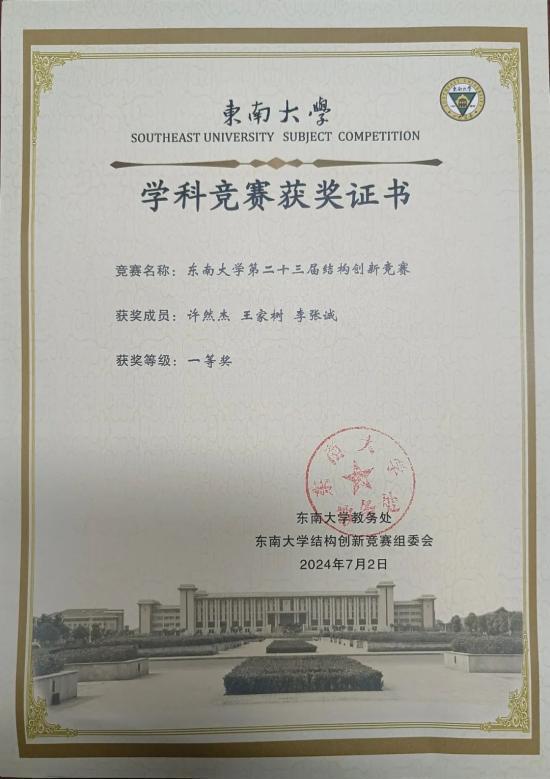 東南大學
SOUTHEAST UNIVERSITY SUBJECT COMPETITION
学科竞赛获奖证书
竞赛名称：东南大学第二十三届结构创新竞赛
获奖成员：许然杰 王家树 李张诚
获奖等级：一等奖
东南大学
东南大学教务处
东南大学结构创新竞赛组委会
2024年7月2日